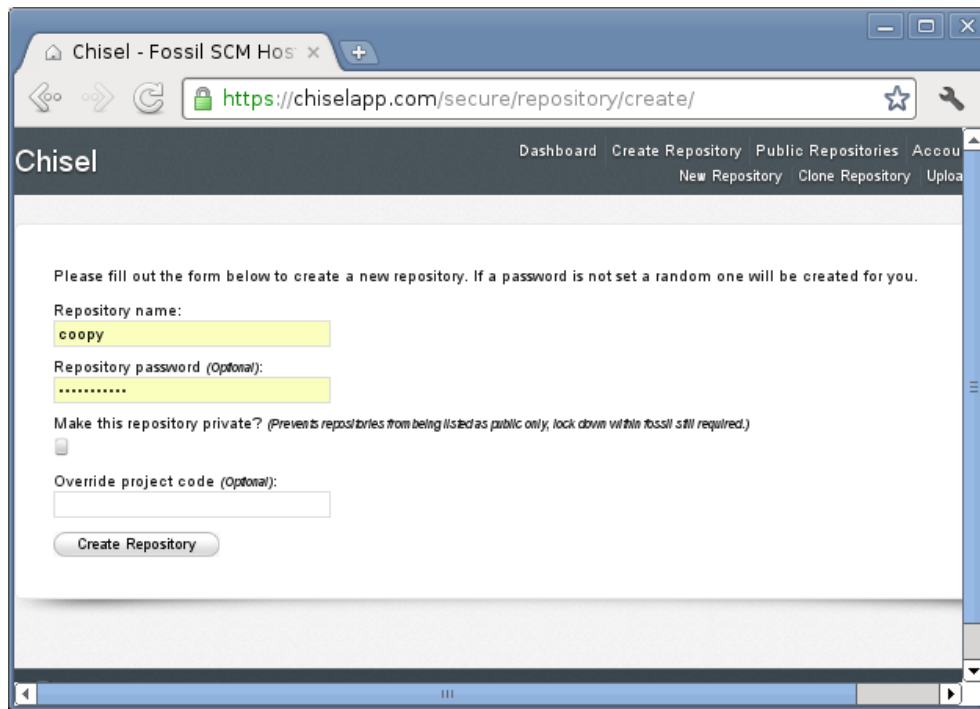 Chisel - Fossil SCM Hos
https://chiselapp.com/secure/repository/create/
Chisel
Dashboard Create Repository Public Repositories Accou
New Repository Clone Repository Uploa
Please fill out the form below to create a new repository. If a password is not set a random one will be created for you.
Repository name:
coopy
Repository password (Optional):
•••••••••••
Make this repository private? (Prevents repositories from being listed as public only, lock down within fossil still required.)
Override project code (Optional):
Create Repository